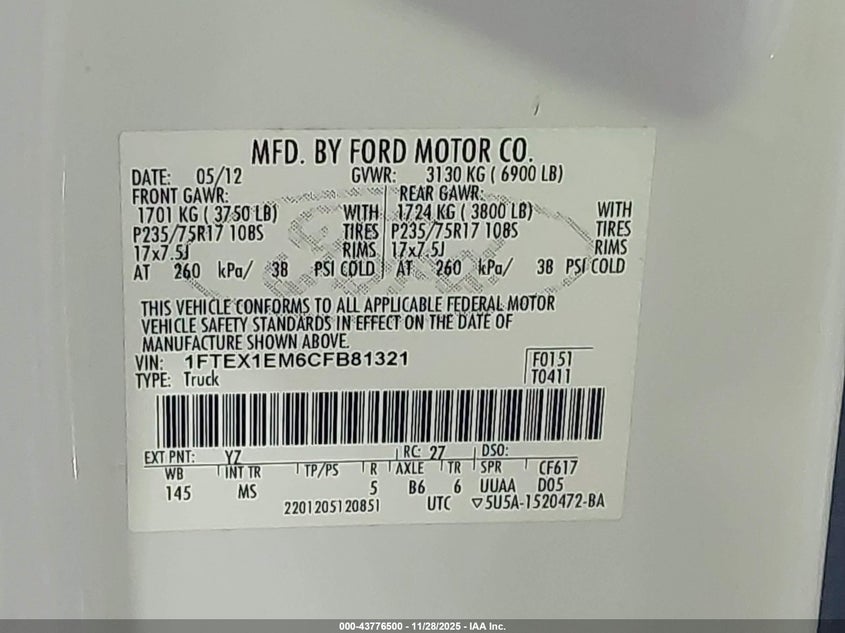 MFD. BY FORD MOTOR CO.
DATE: 05/12 GVWR: 3130 KG ( 6900 LB)
FRONT GAWR: REAR GAWR:
1701 KG ( 3750 LB) WITH 1724 KG ( 3800 LB) WITH
P235/75R17 108S TIRES P235/75R17 108S TIRES
17x7.5J RIMS 17x7.5J RIMS
AT 260 kPa/ 38 PSI COLD AT 260 kPa/ 38 PSI COLD
THIS VEHICLE CONFORMS TO ALL APPLICABLE FEDERAL MOTOR
VEHICLE SAFETY STANDARDS IN EFFECT ON THE DATE OF
MANUFACTURE SHOWN ABOVE.
VIN: 1FTEX1EM6CFB81321 F0151
TYPE: Truck T0411
EXT PNT: YZ RC: 27 DSO:
WB INT TR TP/PS R AXLE TR SPR CF617
145 MS 5 B6 6 UUAA D05
2201205120851 UTC ▽5U5A-1520472-BA
000-43776500 - 11/28/2025 - IAA Inc.